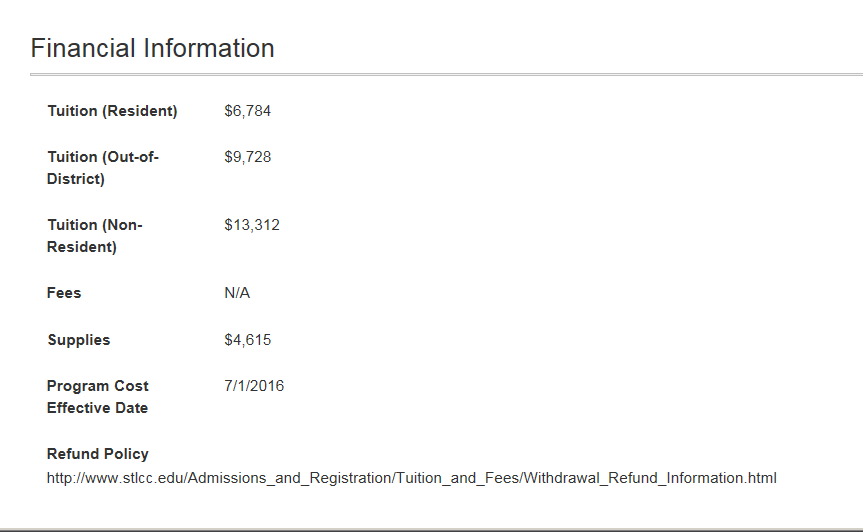 Financial Information
Tuition (Resident) $6,784
Tuition (Out-of- $9,728
District)
Tuition (Non- $13,312
Resident)
Fees N/A
Supplies $4,615
Program Cost 7/1/2016
Effective Date
Refund Policy
http://www.stlcc.edu/Admissions_and_Registration/Tuition_and_Fees/Withdrawal_Refund_Information.html